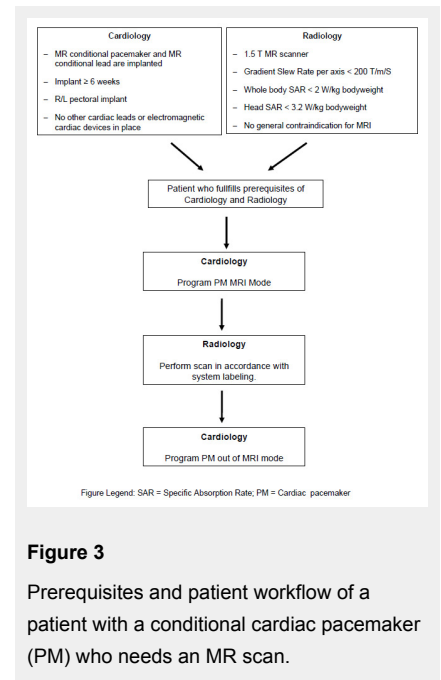 Cardiology
– MR conditional pacemaker and MR
conditional lead are implanted
– Implant ≥ 6 weeks
– R/L pectoral implant
– No other cardiac leads or electromagnetic
cardiac devices in place
Radiology
– 1.5 T MR scanner
– Gradient Slew Rate per axis < 200 T/m/S
– Whole body SAR < 2 W/kg bodyweight
– Head SAR < 3.2 W/kg bodyweight
– No general contraindication for MRI
Patient who fullfills prerequisites of
Cardiology and Radiology
Cardiology
Program PM MRI Mode
Radiology
Perform scan in accordance with
system labeling.
Cardiology
Program PM out of MRI mode
Figure Legend: SAR = Specific Absorption Rate; PM = Cardiac pacemaker
Figure 3
Prerequisites and patient workflow of a
patient with a conditional cardiac pacemaker
(PM) who needs an MR scan.